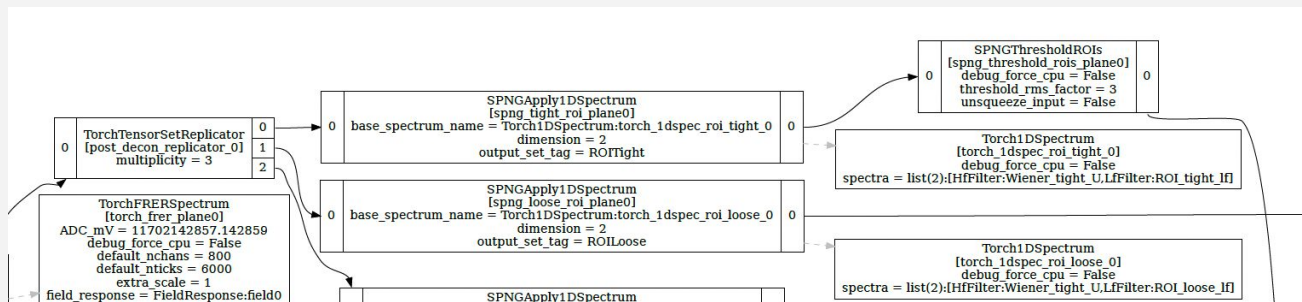 SPNGThresholdROIs
[spng_threshold_rois_plane0]
0 debug_force_cpu = False 0
threshold_rms_factor = 3
unsqueeze_input = False
SPNGApply1DSpectrum
[spng_tight_roi_plane0]
0 base_spectrum_name = Torch1DSpectrum:torch_1dspec_roi_tight_0 0
dimension = 2
output_set_tag = ROITight
TorchTensorSetReplicator
0 [post_decon_replicator_0]
multiplicity = 3
0
1
2
Torch1DSpectrum
[torch_1dspec_roi_tight_0]
debug_force_cpu = False
spectra = list(2):[HfFilter:Wiener_tight_U,LfFilter:ROI_tight_lf]
SPNGApply1DSpectrum
[spng_loose_roi_plane0]
0 base_spectrum_name = Torch1DSpectrum:torch_1dspec_roi_loose_0 0
dimension = 2
output_set_tag = ROILoose
TorchFRERSpectrum
[torch_frer_plane0]
ADC_mV = 11702142857.142859
debug_force_cpu = False
default_nchans = 800
default_nticks = 6000
extra_scale = 1
field_response = FieldResponse:field0
Torch1DSpectrum
[torch_1dspec_roi_loose_0]
debug_force_cpu = False
spectra = list(2):[HfFilter:Wiener_tight_U,LfFilter:ROI_loose_lf]
SPNGApply1DSpectrum